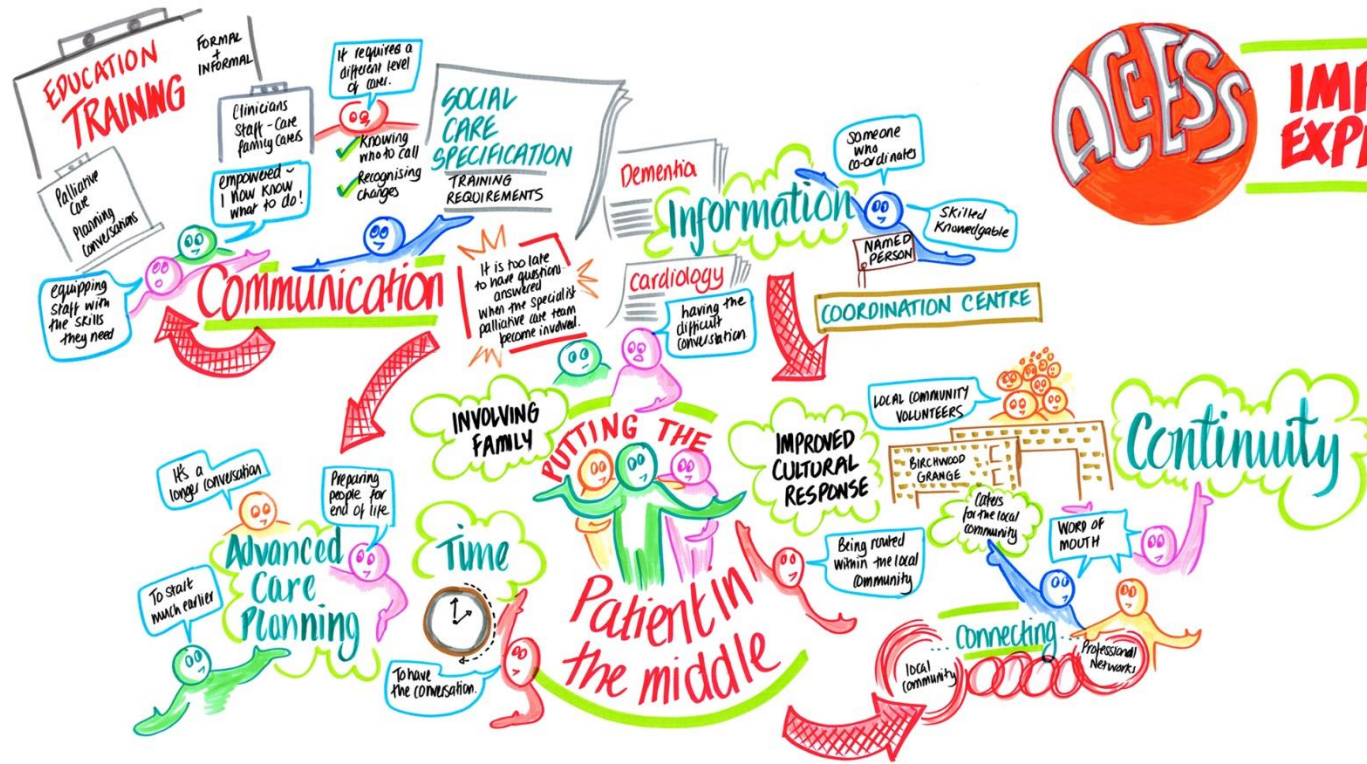 EDUCATION
TRAINING
FORMAL
+
INFORMAL
Clinicians
Staff - Care
family carers
Palliative
Care
Planning
Conversations
empowered -
I now know
what to do!
equipping
staff with
the skills
they need
It requires a
different level
of care.
Knowing
who to call
Recognising
changes
SOCIAL
CARE
SPECIFICATION
TRAINING
REQUIREMENTS
Communication
It is too late
to have questions
answered
when the specialist
palliative care team
become involved.
Dementia
Information
Cardiology
having the
difficult
converstation
Someone
who
co-ordinates
Skilled
Knowedgable
NAMED
PERSON
COORDINATION CENTRE
ACCESS
INVOLVING
FAMILY
PUTTING THE
Patient in
the middle
IMPROVED
CULTURAL
RESPONSE
LOCAL COMMUNITY
VOLUNTEERS
BIRCHWOOD
GRANGE
Continuity
Caters
for the local
community
WORD OF
MOUTH
Being routed
within the local
community
Connecting...
local
community
Professional
Networks
It's a
longer conversation
Preparing
people for
end of life
Advanced
Care
Planning
To start
much earlier
Time
To have
the conversation.